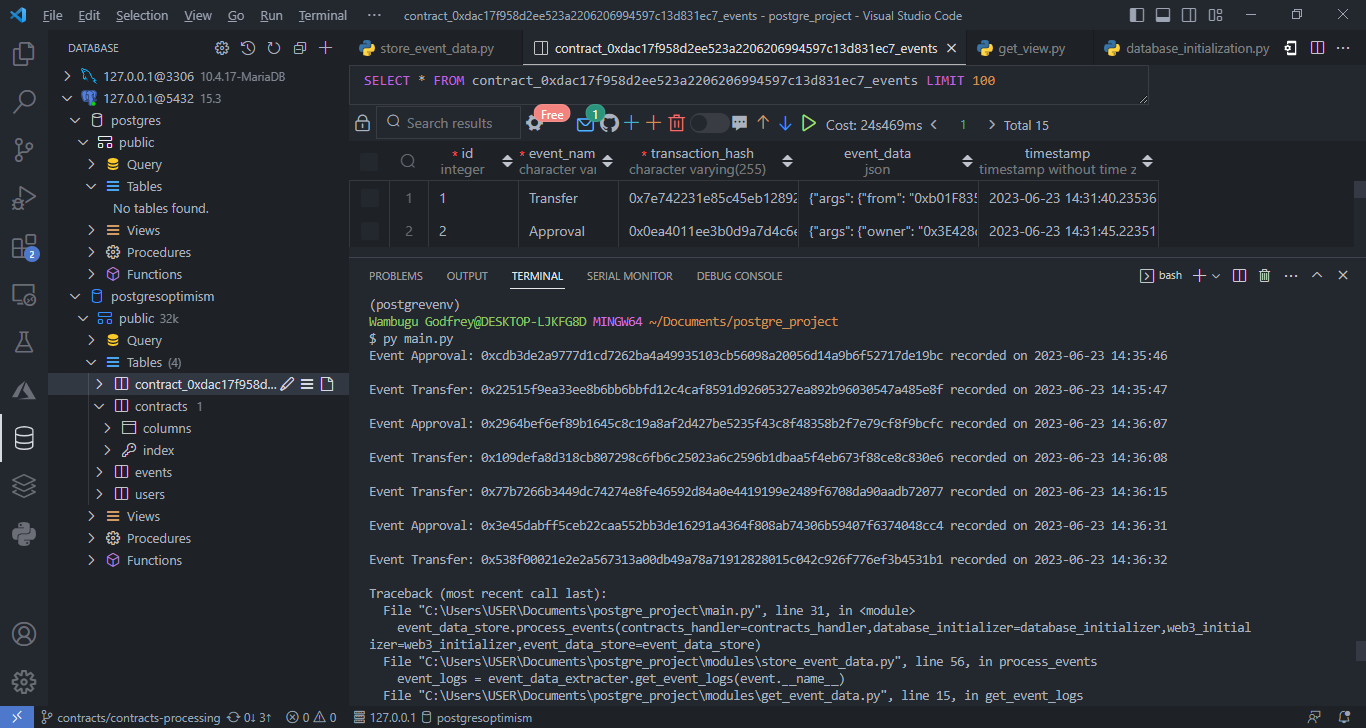 File Edit Selection View Go Run Terminal ··· contract_0xdac17f958d2ee523a2206206994597c13d831ec7_events - postgre_project - Visual Studio Code
DATABASE
store_event_data.py contract_0xdac17f958d2ee523a2206206994597c13d831ec7_events get_view.py database_initialization.py
127.0.0.1@3306 10.4.17-MariaDB
127.0.0.1@5432 15.3
postgres
public
Query
Tables
No tables found.
Views
Procedures
Functions
postgresoptimism
public 32k
Query
Tables (4)
contract_0xdac17f958d...
contracts 1
columns
index
events
users
Views
Procedures
Functions
2
SELECT * FROM contract_0xdac17f958d2ee523a2206206994597c13d831ec7_events LIMIT 100
Search results Free 1 Cost: 24s469ms 1 Total 15
* id * event_nam * transaction_hash event_data timestamp
integer character var character varying(255) json timestamp without time z
1 1 Transfer 0x7e742231e85c45eb12892 {"args": {"from": "0xb01F835 2023-06-23 14:31:40.23536
2 2 Approval 0x0ea4011ee3b0d9a7d4c6e {"args": {"owner": "0x3E428c 2023-06-23 14:31:45.22351
PROBLEMS OUTPUT TERMINAL SERIAL MONITOR DEBUG CONSOLE bash
(postgrevenv)
Wambugu Godfrey@DESKTOP-LJKFG8D MINGW64 ~/Documents/postgre_project
$ py main.py
Event Approval: 0xcdb3de2a9777d1cd7262ba4a49935103cb56098a20056d14a9b6f52717de19bc recorded on 2023-06-23 14:35:46
Event Transfer: 0x22515f9ea33ee8b6bb6bbfd12c4caf8591d92605327ea892b96030547a485e8f recorded on 2023-06-23 14:35:47
Event Approval: 0x2964bef6ef89b1645c8c19a8af2d427be5235f43c8f48358b2f7e79cf8f9bcfc recorded on 2023-06-23 14:36:07
Event Transfer: 0x109defa8d318cb807298c6fb6c25023a6c2596b1dbaa5f4eb673f88ce8c830e6 recorded on 2023-06-23 14:36:08
Event Transfer: 0x77b7266b3449dc74274e8fe46592d84a0e4419199e2489f6708da90aadb72077 recorded on 2023-06-23 14:36:15
Event Approval: 0x3e45dabff5ceb22caa552bb3de16291a4364f808ab74306b59407f6374048cc4 recorded on 2023-06-23 14:36:31
Event Transfer: 0x538f00021e2e2a567313a00db49a78a71912828015c042c926f776ef3b4531b1 recorded on 2023-06-23 14:36:32
Traceback (most recent call last):
File "C:\Users\USER\Documents\postgre_project\main.py", line 31, in <module>
event_data_store.process_events(contracts_handler=contracts_handler,database_initializer=database_initializer,web3_initial
izer=web3_initializer,event_data_store=event_data_store)
File "C:\Users\USER\Documents\postgre_project\modules\store_event_data.py", line 56, in process_events
event_logs = event_data_extracter.get_event_logs(event.__name__)
File "C:\Users\USER\Documents\postgre_project\modules\get_event_data.py", line 15, in get_event_logs
contracts/contracts-processing 0↓ 3↑ 0 0 127.0.0.1 postgresoptimism